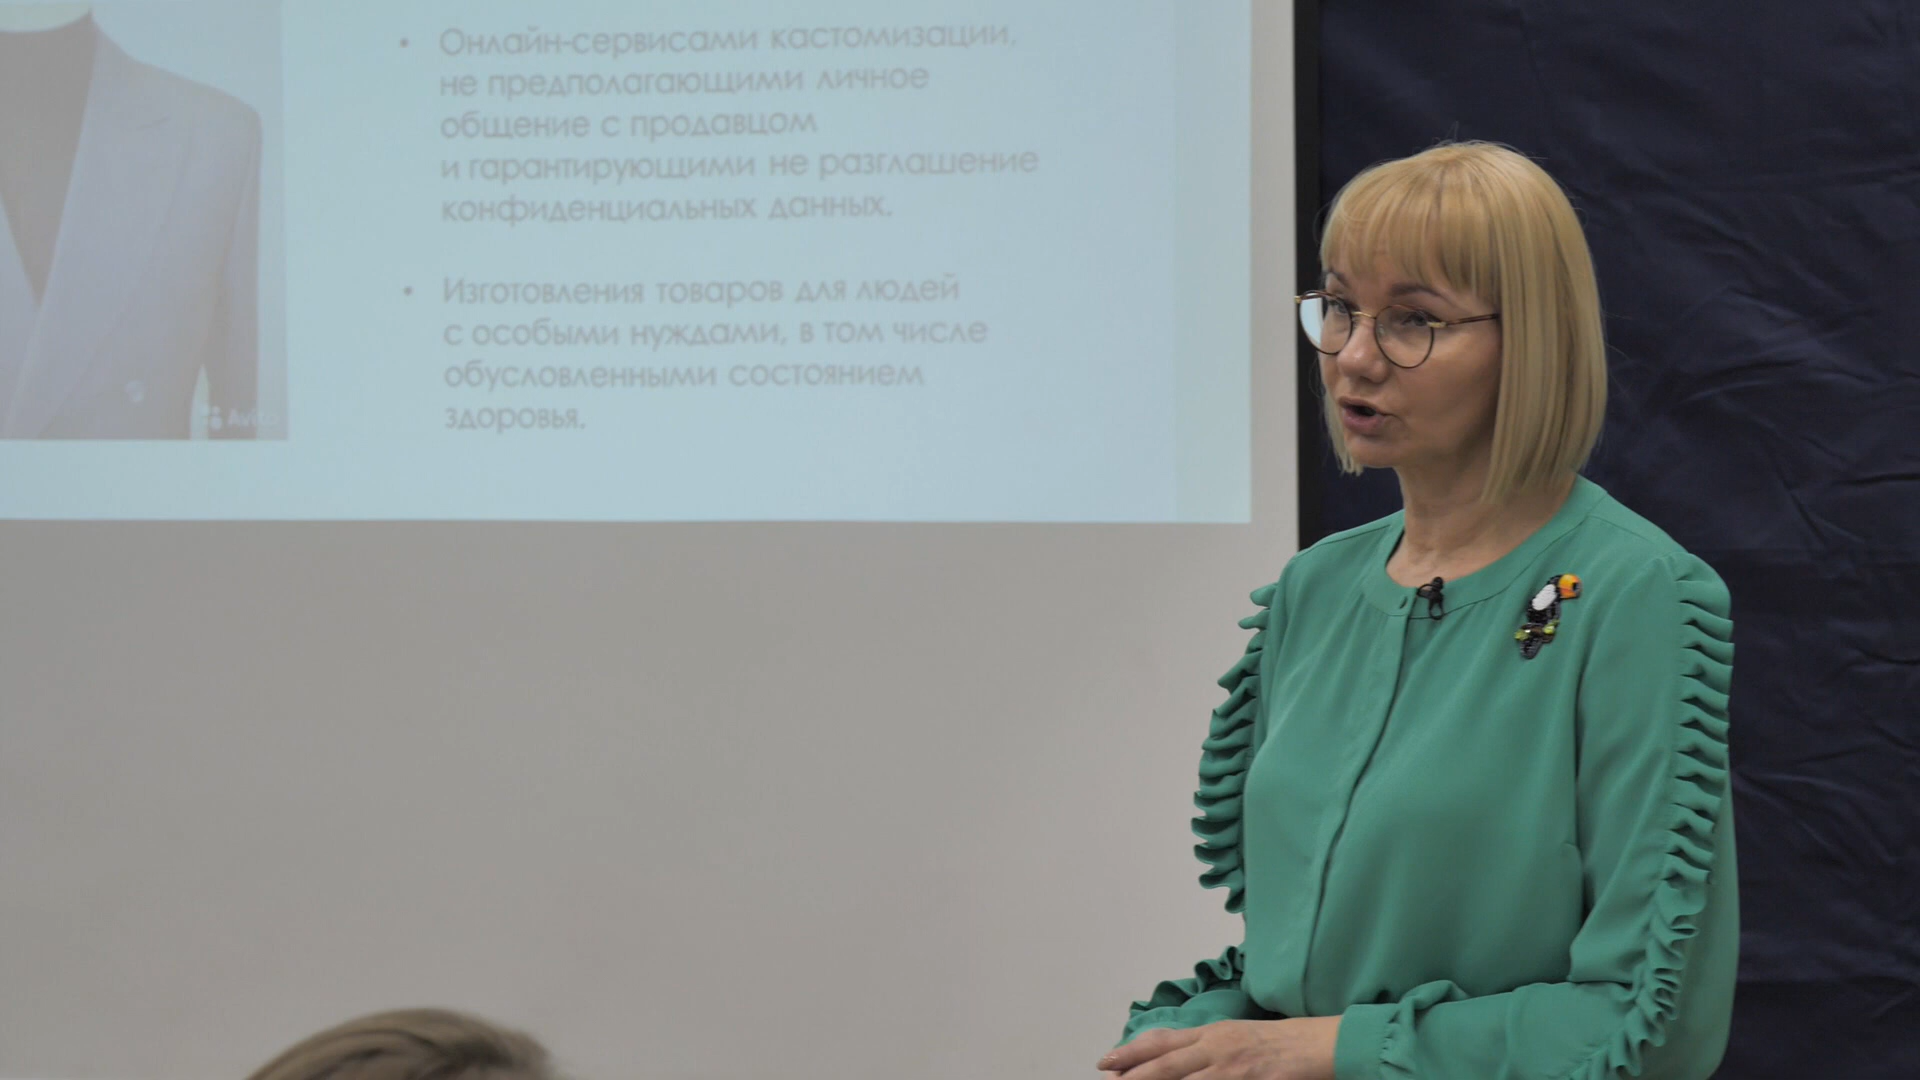 • Онлайн-сервисами кастомизации,
не предполагающими личное
общение с продавцом
и гарантирующими не разглашение
конфиденциальных данных.
• Изготовления товаров для людей
с особыми нуждами, в том числе
обусловленными состоянием
здоровья.
Avito